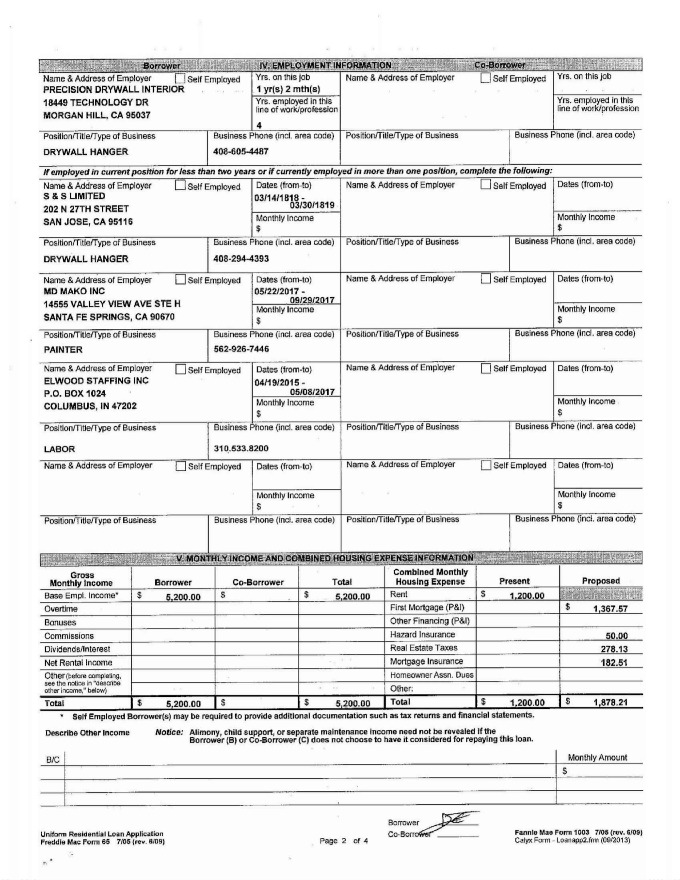 Borrower IV. EMPLOYMENT INFORMATION Co-Borrower
Name & Address of Employer Self Employed Yrs. on this job Name & Address of Employer Self Employed Yrs. on this job
PRECISION DRYWALL INTERIOR 1 yr(s) 2 mth(s)
18449 TECHNOLOGY DR Yrs. employed in this line of work/profession Yrs. employed in this line of work/profession
MORGAN HILL, CA 95037 4
Position/Title/Type of Business Business Phone (incl. area code) Position/Title/Type of Business Business Phone (incl. area code)
DRYWALL HANGER 408-605-4487
If employed in current position for less than two years or if currently employed in more than one position, complete the following:
Name & Address of Employer Self Employed Dates (from-to) Name & Address of Employer Self Employed Dates (from-to)
S & S LIMITED 03/14/1818 -
202 N 27TH STREET 03/30/1819
SAN JOSE, CA 95116 Monthly Income Monthly Income
$ $
Position/Title/Type of Business Business Phone (incl. area code) Position/Title/Type of Business Business Phone (incl. area code)
DRYWALL HANGER 408-294-4393
Name & Address of Employer Self Employed Dates (from-to) Name & Address of Employer Self Employed Dates (from-to)
MD MAKO INC 05/22/2017 -
14555 VALLEY VIEW AVE STE H 09/29/2017
SANTA FE SPRINGS, CA 90670 Monthly Income Monthly Income
$ $
Position/Title/Type of Business Business Phone (incl. area code) Position/Title/Type of Business Business Phone (incl. area code)
PAINTER 562-926-7446
Name & Address of Employer Self Employed Dates (from-to) Name & Address of Employer Self Employed Dates (from-to)
ELWOOD STAFFING INC 04/19/2015 -
P.O. BOX 1024 05/08/2017
COLUMBUS, IN 47202 Monthly Income Monthly Income
$ $
Position/Title/Type of Business Business Phone (incl. area code) Position/Title/Type of Business Business Phone (incl. area code)
LABOR 310.533.8200
Name & Address of Employer Self Employed Dates (from-to) Name & Address of Employer Self Employed Dates (from-to)
Monthly Income Monthly Income
$ $
Position/Title/Type of Business Business Phone (incl. area code) Position/Title/Type of Business Business Phone (incl. area code)
V. MONTHLY INCOME AND COMBINED HOUSING EXPENSE INFORMATION
Gross Monthly Income Borrower Co-Borrower Total Combined Monthly Housing Expense Present Proposed
Base Empl. Income* $ 5,200.00 $ $ 5,200.00 Rent $ 1,200.00
Overtime First Mortgage (P&I) $ 1,367.57
Bonuses Other Financing (P&I)
Commissions Hazard Insurance 50.00
Dividends/Interest Real Estate Taxes 278.13
Net Rental Income Mortgage Insurance 182.51
Other (before completing, see the notice in "describe other income," below) Homeowner Assn. Dues
Other:
Total $ 5,200.00 $ $ 5,200.00 Total $ 1,200.00 $ 1,878.21
* Self Employed Borrower(s) may be required to provide additional documentation such as tax returns and financial statements.
Describe Other Income Notice: Alimony, child support, or separate maintenance income need not be revealed if the
Borrower (B) or Co-Borrower (C) does not choose to have it considered for repaying this loan.
B/C Monthly Amount
$
Borrower
Co-Borrower
Uniform Residential Loan Application Fannie Mae Form 1003 7/05 (rev. 6/09)
Freddie Mac Form 65 7/05 (rev. 6/09) Page 2 of 4 Calyx Form - Loanapp2.frm (09/2013)